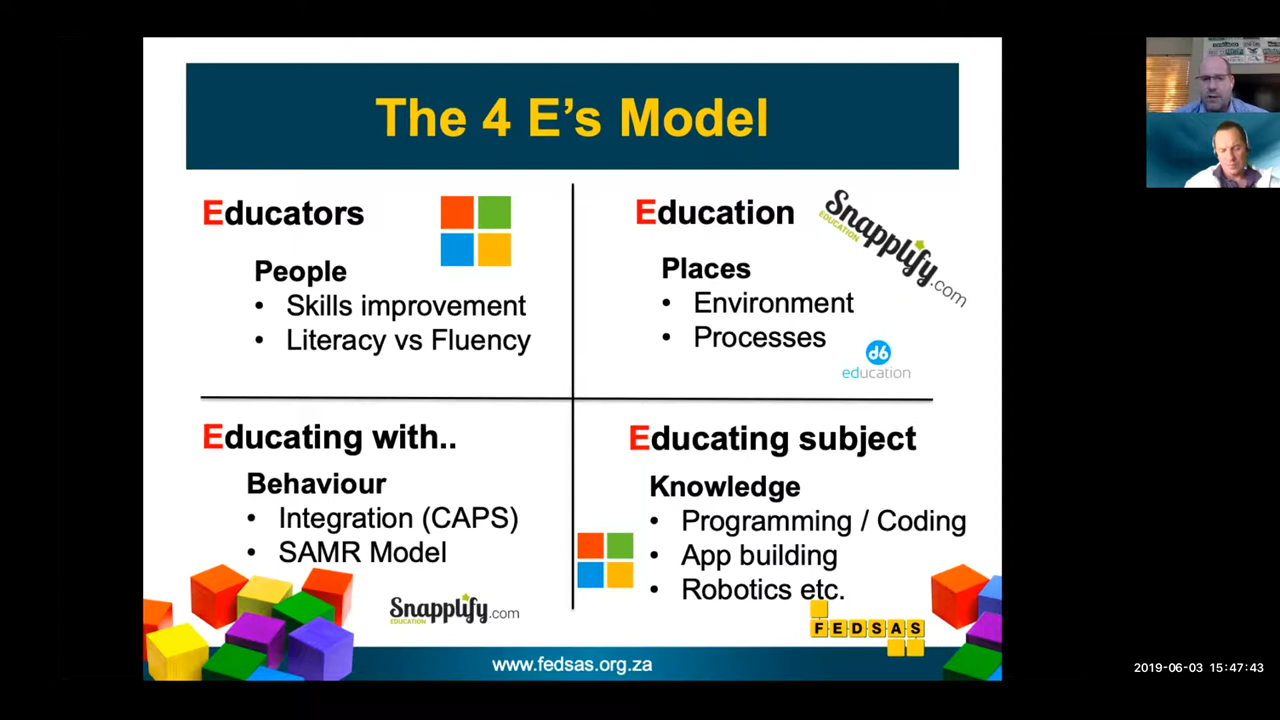 The 4 E's Model
Educators
People
• Skills improvement
• Literacy vs Fluency
Education
Snapplify.com
EDUCATION
Places
• Environment
• Processes
d6
education
Educating with..
Behaviour
• Integration (CAPS)
• SAMR Model
Snapplify.com
EDUCATION
Educating subject
Knowledge
• Programming / Coding
• App building
• Robotics etc.
FEDSAS
www.fedsas.org.za
2019-06-03 15:47:43